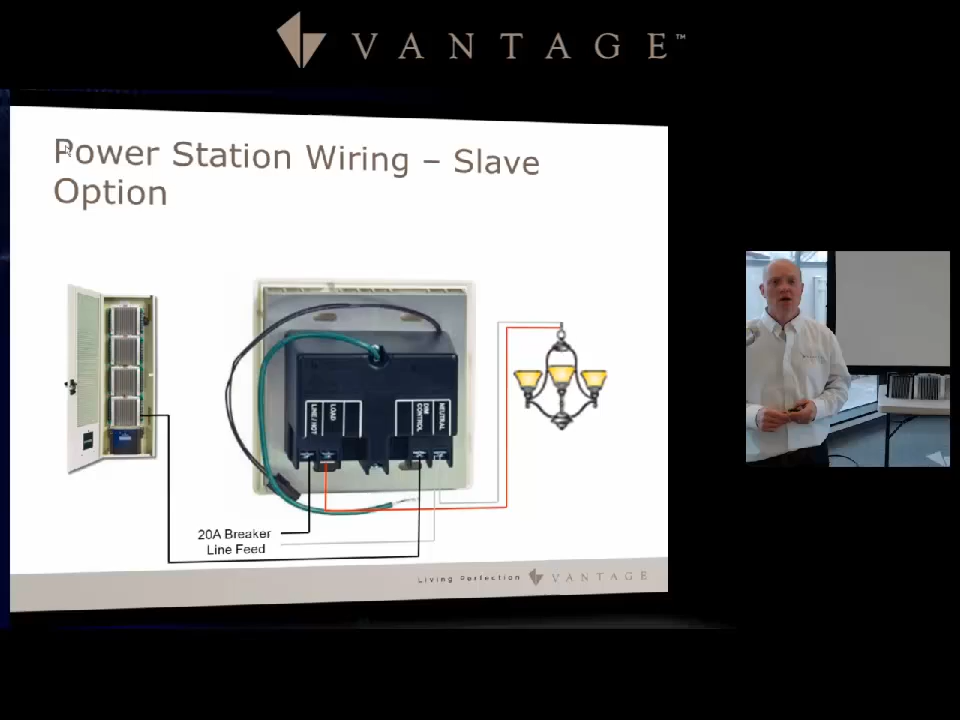 VANTAGE™
Power Station Wiring – Slave
Option
LINE / HOT
LOAD
DIM
CONTROL
NEUTRAL
20A Breaker
Line Feed
Living Perfection VANTAGE